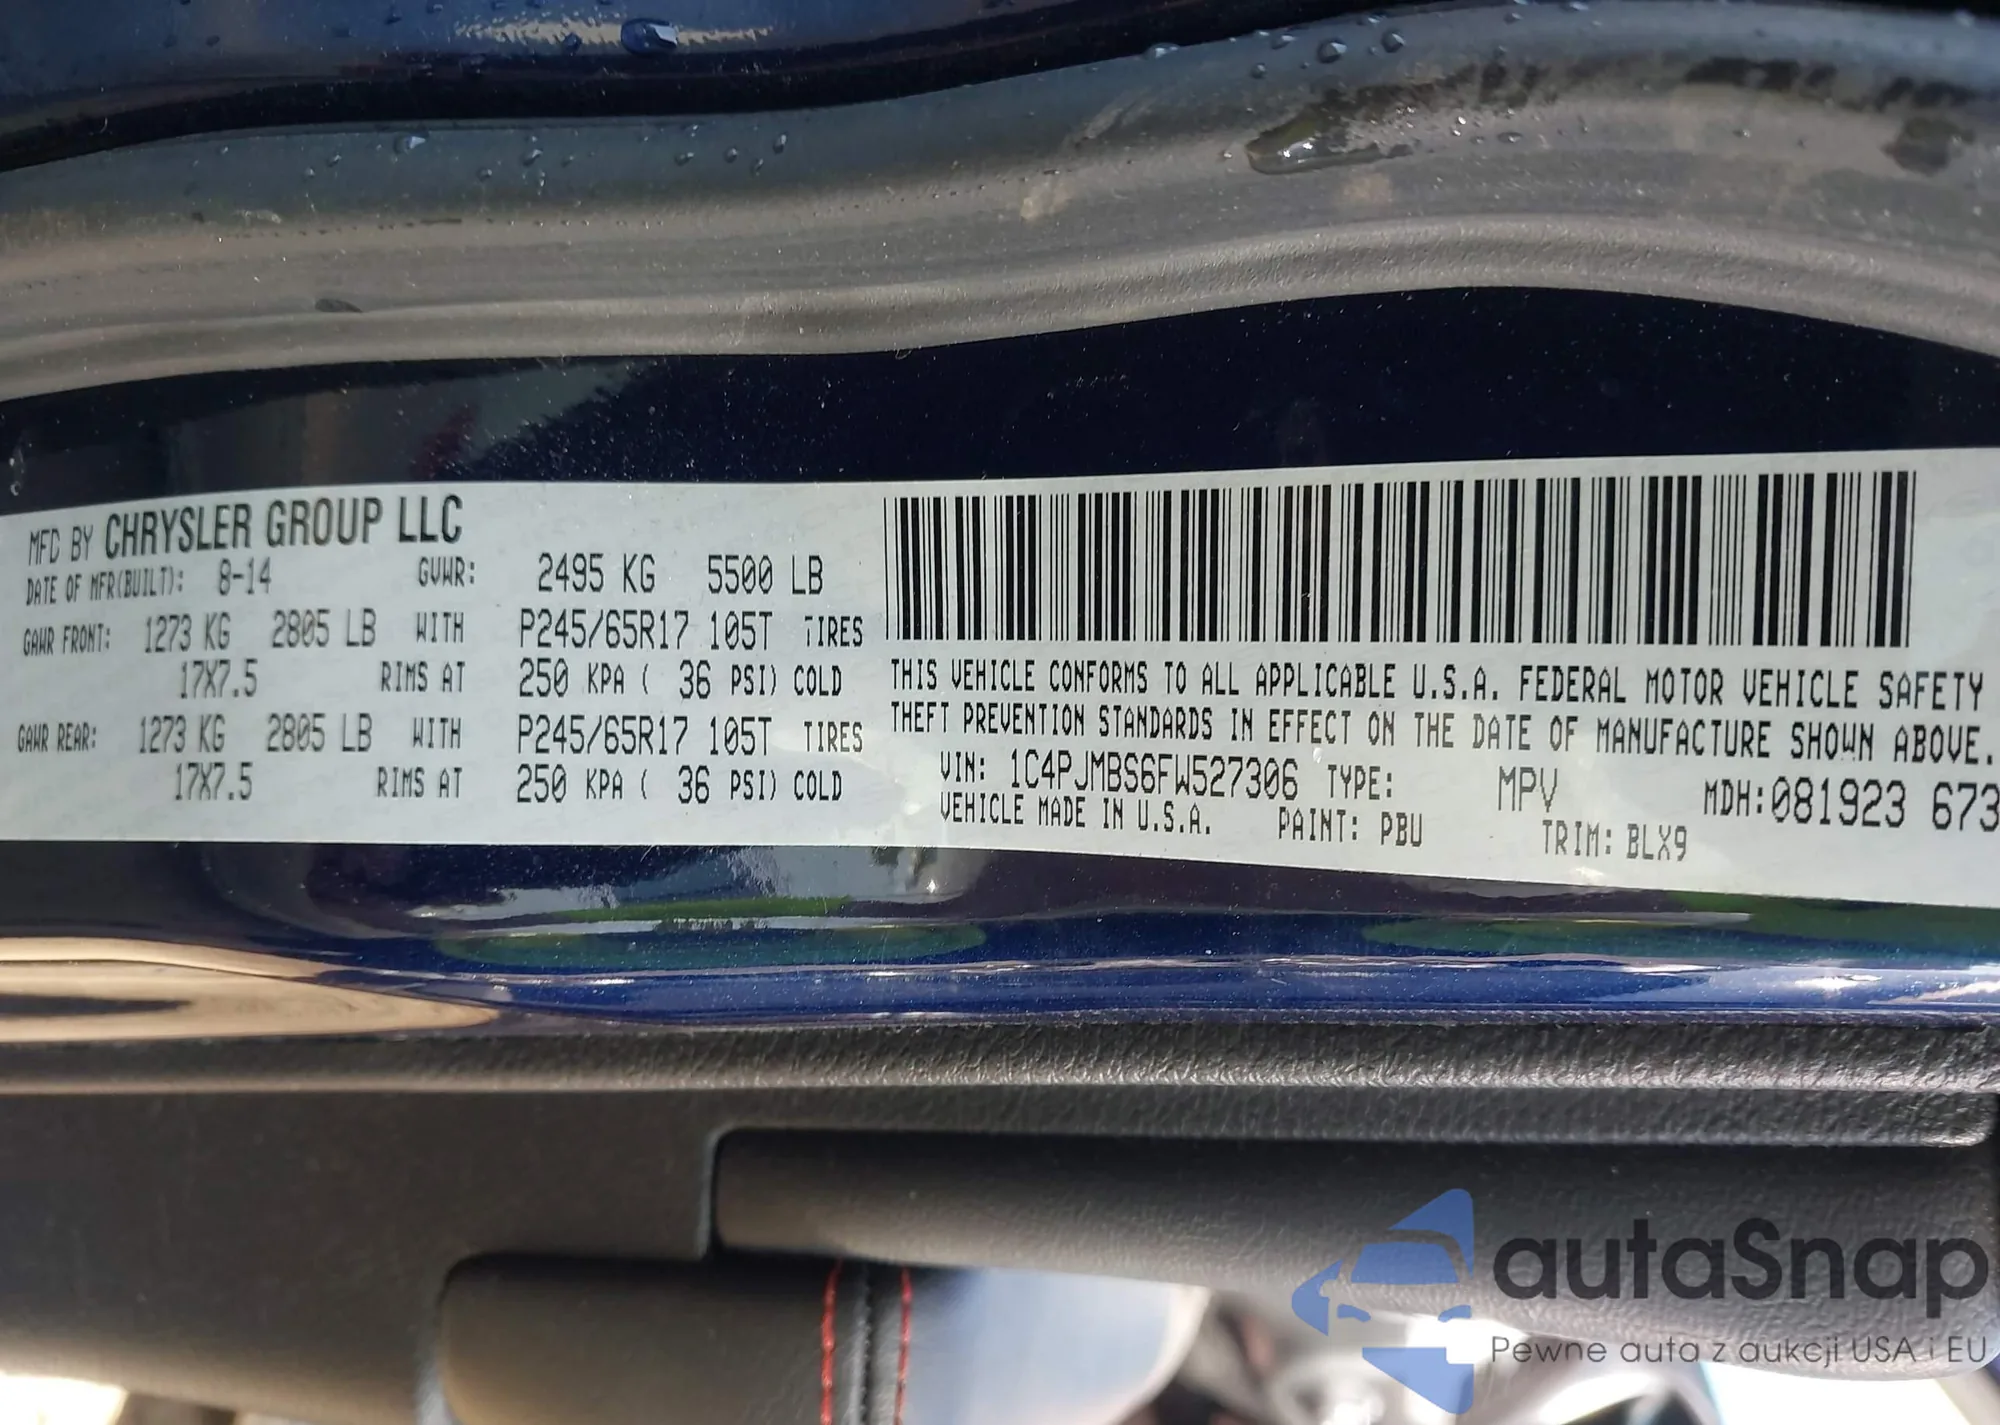 MFD BY CHRYSLER GROUP LLC
DATE OF MFR(BUILT): 8-14 GVWR: 2495 KG 5500 LB
GAWR FRONT: 1273 KG 2805 LB WITH P245/65R17 105T TIRES
17X7.5 RIMS AT 250 KPA ( 36 PSI) COLD
GAWR REAR: 1273 KG 2805 LB WITH P245/65R17 105T TIRES
17X7.5 RIMS AT 250 KPA ( 36 PSI) COLD
THIS VEHICLE CONFORMS TO ALL APPLICABLE U.S.A. FEDERAL MOTOR VEHICLE SAFETY
THEFT PREVENTION STANDARDS IN EFFECT ON THE DATE OF MANUFACTURE SHOWN ABOVE.
VIN: 1C4PJMBS6FW527306 TYPE: MPV MDH:081923 673
VEHICLE MADE IN U.S.A. PAINT: PBU TRIM: BLX9
autaSnap
Pewne auta z aukcji USA i EU